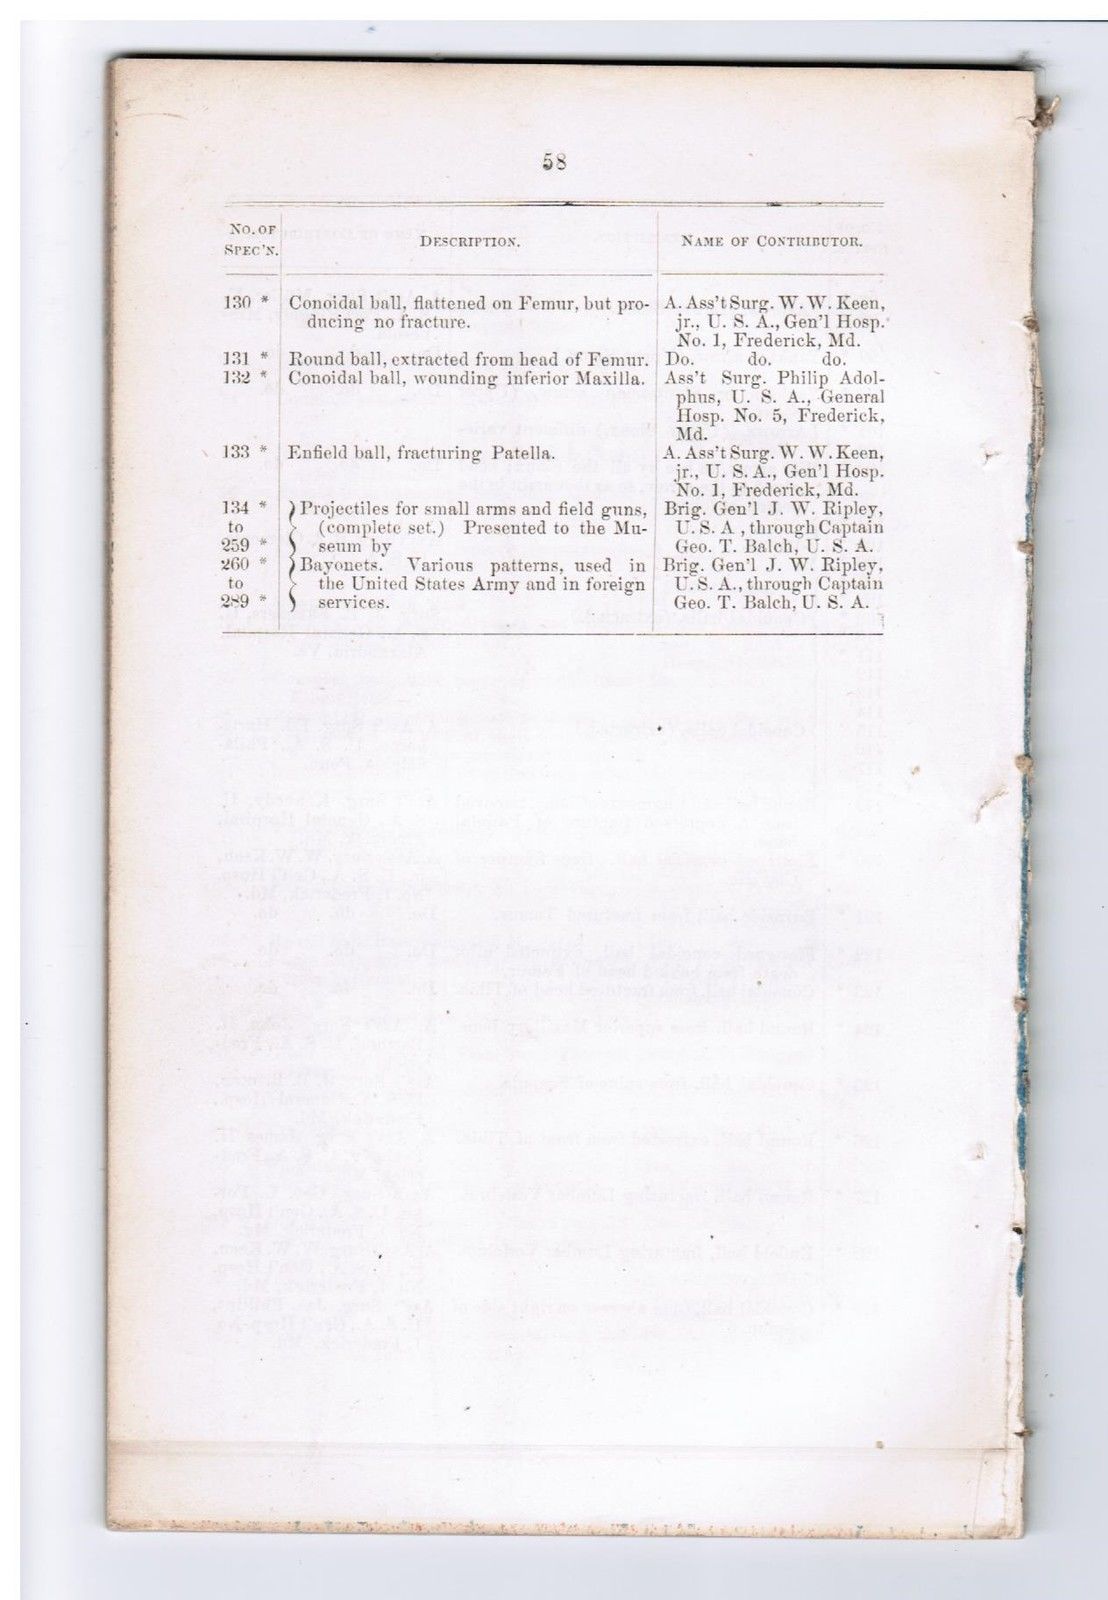 58
NO. OF SPEC'N. DESCRIPTION. NAME OF CONTRIBUTOR.
130 * Conoidal ball, flattened on Femur, but pro- A. Ass't Surg. W. W. Keen,
ducing no fracture. jr., U. S. A., Gen'l Hosp.
No. 1, Frederick, Md.
131 * Round ball, extracted from head of Femur. Do. do. do.
132 * Conoidal ball, wounding inferior Maxilla. Ass't Surg. Philip Adol-
phus, U. S. A., General
Hosp. No. 5, Frederick,
Md.
133 * Enfield ball, fracturing Patella. A. Ass't Surg. W. W. Keen,
jr., U. S. A., Gen'l Hosp.
No. 1, Frederick, Md.
134 * Projectiles for small arms and field guns, Brig. Gen'l J. W. Ripley,
to (complete set.) Presented to the Mu- U. S. A , through Captain
259 * seum by Geo. T. Balch, U. S. A.
260 * Bayonets. Various patterns, used in Brig. Gen'l J. W. Ripley,
to the United States Army and in foreign U. S. A., through Captain
289 * services. Geo. T. Balch, U. S. A.